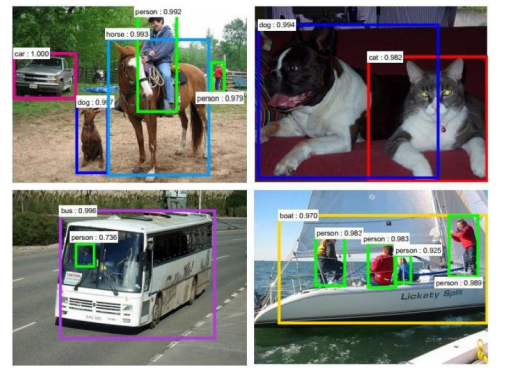 person : 0.992
horse : 0.993
car : 1.000
dog : 0.997
person : 0.979
dog : 0.994
cat : 0.982
bus : 0.996
person : 0.736
boat : 0.970
person : 0.983
person : 0.983
person : 0.925
person : 0.989
Lickety Split